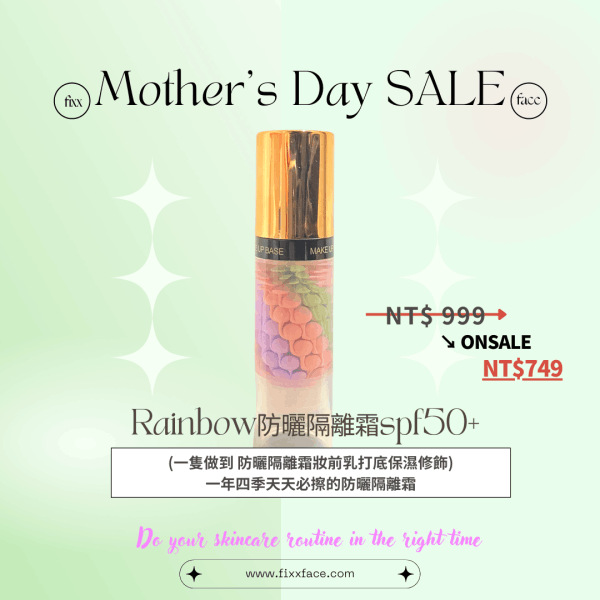 fixx
Mother's Day SALE
face
UP BASE
MAKE
NT$ 999
↘ ONSALE
NT$749
Rainbow防曬隔離霜spf50+
(一隻做到 防曬隔離霜妝前乳打底保濕修飾)
一年四季天天必擦的防曬隔離霜
Do your skincare routine in the right time
www.fixxface.com